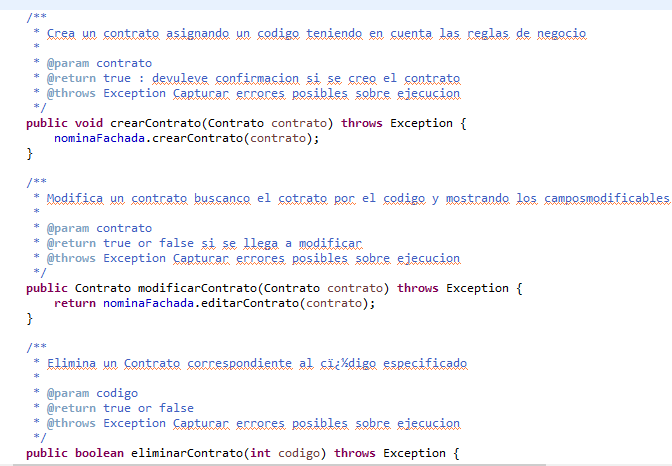 /**
 * Crea un contrato asignando un codigo teniendo en cuenta las reglas de negocio
 *
 * @param contrato
 * @return true : devuleve confirmacion si se creo el contrato
 * @throws Exception Capturar errores posibles sobre ejecucion
 */
public void crearContrato(Contrato contrato) throws Exception {
    nominaFachada.crearContrato(contrato);
}
/**
 * Modifica un contrato buscanco el cotrato por el codigo y mostrando los camposmodificables
 *
 * @param contrato
 * @return true or false si se llega a modificar
 * @throws Exception Capturar errores posibles sobre ejecucion
 */
public Contrato modificarContrato(Contrato contrato) throws Exception {
    return nominaFachada.editarContrato(contrato);
}
/**
 * Elimina un Contrato correspondiente al cï¿½digo especificado
 *
 * @param codigo
 * @return true or false
 * @throws Exception Capturar errores posibles sobre ejecucion
 */
public boolean eliminarContrato(int codigo) throws Exception {